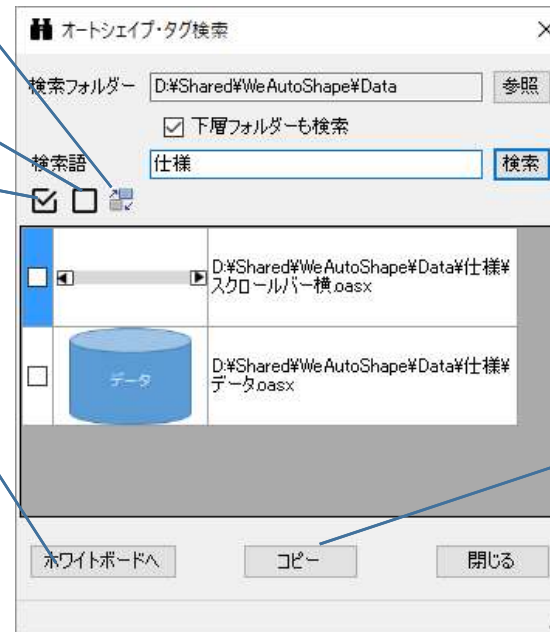 オートシェイプ・タグ検索
検索フォルダー D:¥Shared¥WeAutoShape¥Data 参照
下層フォルダーも検索
検索語 仕様 検索
D:¥Shared¥WeAutoShape¥Data¥仕様¥
スクロールバー横.oasx
データ
D:¥Shared¥WeAutoShape¥Data¥仕様¥
データ.oasx
ホワイトボードへ コピー 閉じる